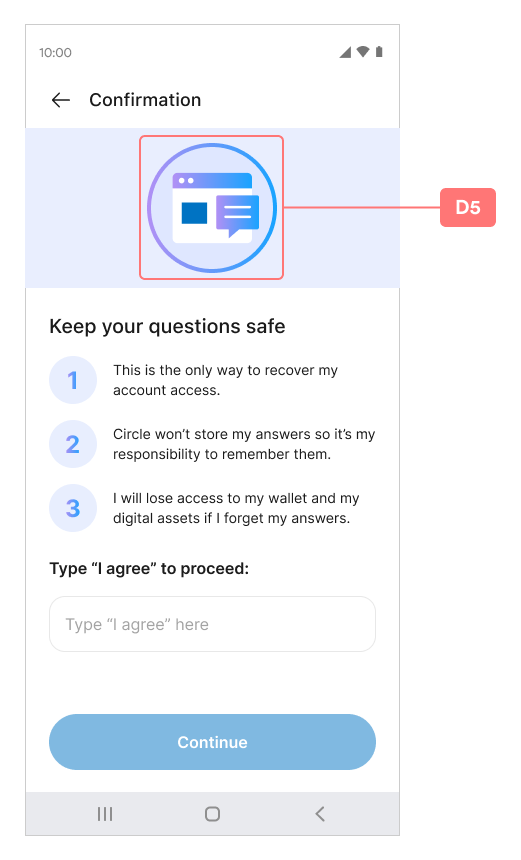 10:00
Confirmation
D5
Keep your questions safe
1
This is the only way to recover my
account access.
2
Circle won’t store my answers so it’s my
responsibility to remember them.
3
I will lose access to my wallet and my
digital assets if I forget my answers.
Type “I agree” to proceed:
Type “I agree” here
Continue